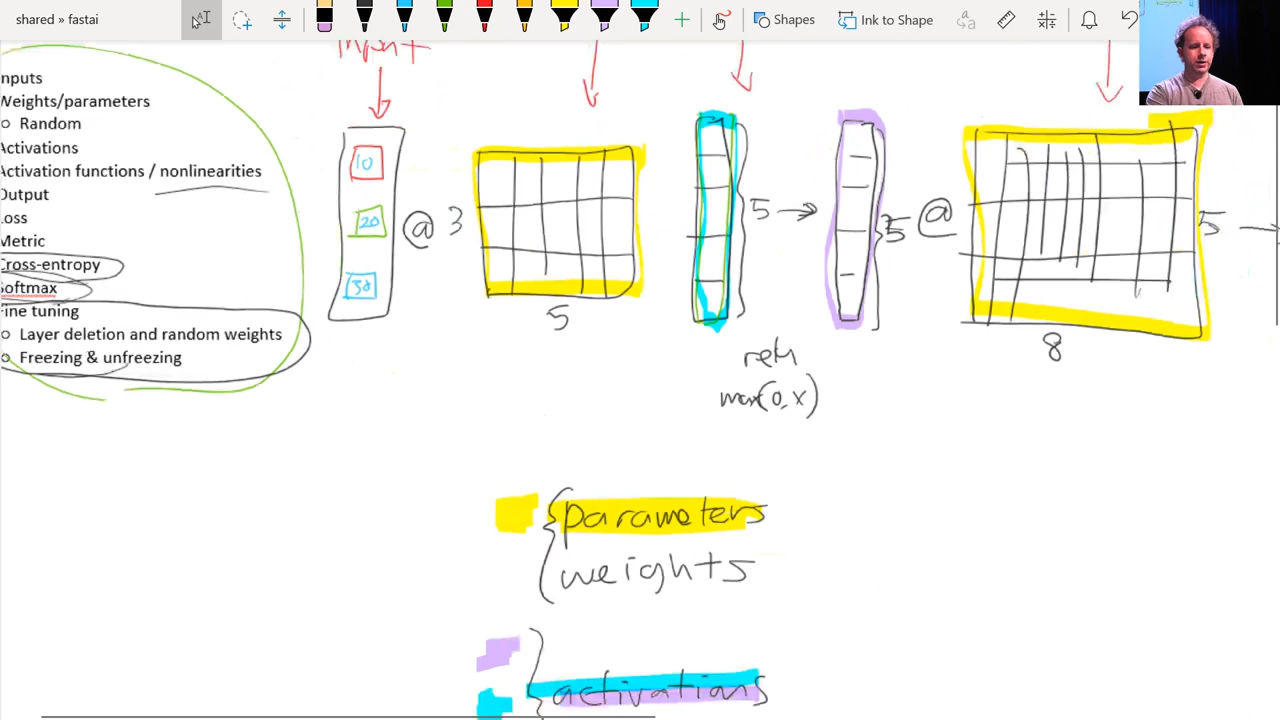 shared » fastai
Shapes
Ink to Shape
nputs
Weights/parameters
Random
Activations
Activation functions / nonlinearities
Output
Loss
Metric
Cross-entropy
Softmax
Fine tuning
Layer deletion and random weights
Freezing & unfreezing
Input
10
20
30
@ 3
5
5
5 @
5
8
relu
max(0, x)
parameters
weights
activations